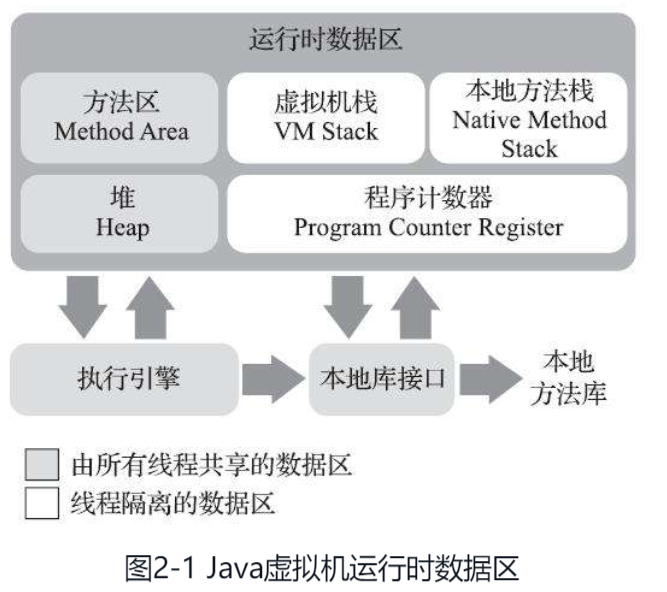 运行时数据区
方法区
Method Area
虚拟机栈
VM Stack
本地方法栈
Native Method
Stack
堆
Heap
程序计数器
Program Counter Register
执行引擎
本地库接口
本地
方法库
由所有线程共享的数据区
线程隔离的数据区
图2-1 Java虚拟机运行时数据区